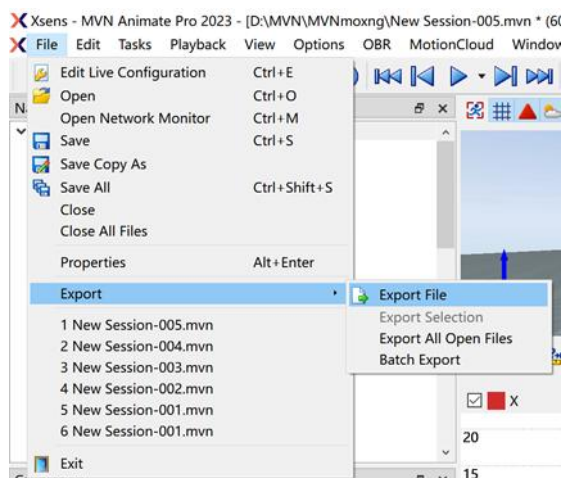 Xsens - MVN Animate Pro 2023 - [D:\MVN\MVNmoxng\New Session-005.mvn * (60
File Edit Tasks Playback View Options OBR MotionCloud Window
Edit Live Configuration Ctrl+E
Open Ctrl+O
Open Network Monitor Ctrl+M
Save Ctrl+S
Save Copy As
Save All Ctrl+Shift+S
Close
Close All Files
Properties Alt+Enter
Export
Export File
Export Selection
Export All Open Files
Batch Export
1 New Session-005.mvn
2 New Session-004.mvn
3 New Session-003.mvn
4 New Session-002.mvn
5 New Session-001.mvn
6 New Session-001.mvn
Exit
X
20
15